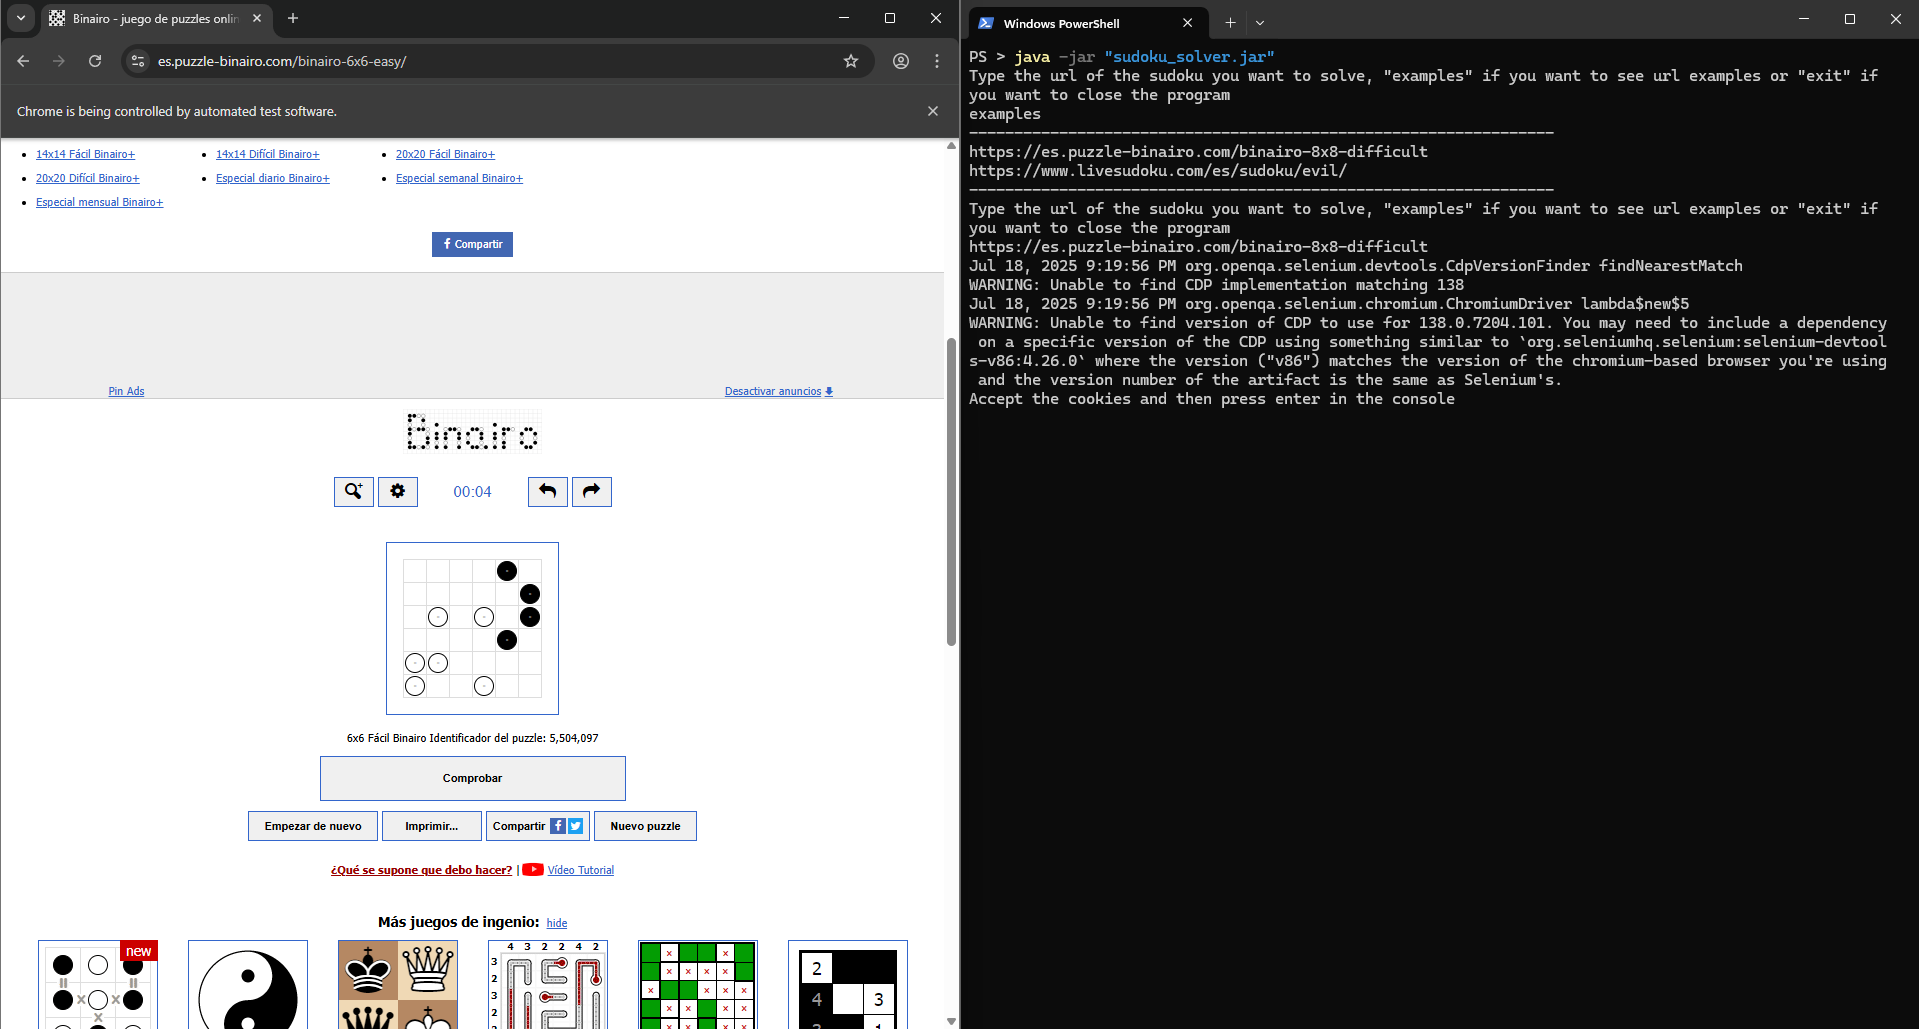 Binairo - juego de puzzles onlin
es.puzzle-binairo.com/binairo-6x6-easy/
Chrome is being controlled by automated test software.
14x14 Fácil Binairo+
14x14 Difícil Binairo+
20x20 Fácil Binairo+
20x20 Difícil Binairo+
Especial diario Binairo+
Especial semanal Binairo+
Especial mensual Binairo+
Compartir
Pin Ads
Desactivar anuncios
Binairo
00:04
6x6 Fácil Binairo Identificador del puzzle: 5,504,097
Comprobar
Empezar de nuevo
Imprimir...
Compartir
Nuevo puzzle
¿Qué se supone que debo hacer? | Vídeo Tutorial
Más juegos de ingenio: hide
new
4 3 2 2 4 2
3
2
3
2
2
4 3
Windows PowerShell
PS > java -jar "sudoku_solver.jar"
Type the url of the sudoku you want to solve, "examples" if you want to see url examples or "exit" if
you want to close the program
examples
-----------------------------------------------------------------
https://es.puzzle-binairo.com/binairo-8x8-difficult
https://www.livesudoku.com/es/sudoku/evil/
-----------------------------------------------------------------
Type the url of the sudoku you want to solve, "examples" if you want to see url examples or "exit" if
you want to close the program
https://es.puzzle-binairo.com/binairo-8x8-difficult
Jul 18, 2025 9:19:56 PM org.openqa.selenium.devtools.CdpVersionFinder findNearestMatch
WARNING: Unable to find CDP implementation matching 138
Jul 18, 2025 9:19:56 PM org.openqa.selenium.chromium.ChromiumDriver lambda$new$5
WARNING: Unable to find version of CDP to use for 138.0.7204.101. You may need to include a dependency
on a specific version of the CDP using something similar to `org.seleniumhq.selenium:selenium-devtool
s-v86:4.26.0` where the version ("v86") matches the version of the chromium-based browser you're using
and the version number of the artifact is the same as Selenium's.
Accept the cookies and then press enter in the console